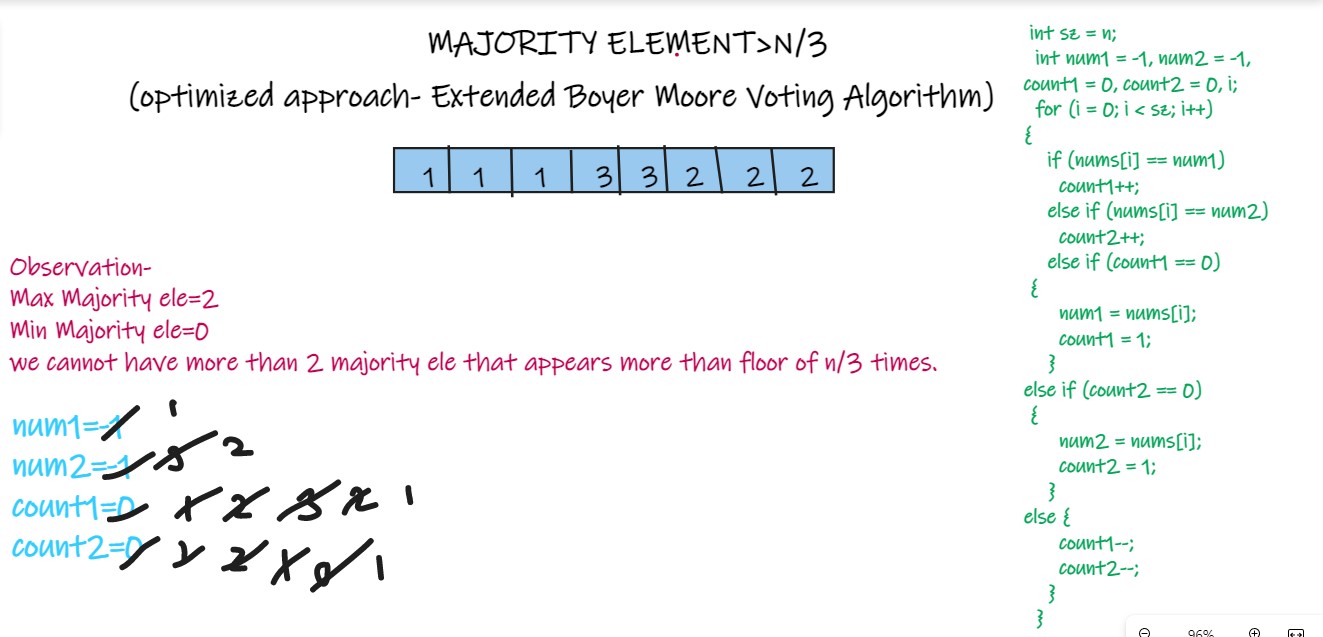 MAJORITY ELEMENT>N/3
(optimized approach- Extended Boyer Moore Voting Algorithm)
1 1 1 3 3 2 2 2
Observation-
Max Majority ele=2
Min Majority ele=0
we cannot have more than 2 majority ele that appears more than floor of n/3 times.
num1=-1 1
num2=-1 3 2
count1=0 1 2 3 2 1
count2=0 1 2 1 0 1
int sz = n;
int num1 = -1, num2 = -1,
count1 = 0, count2 = 0, i;
for (i = 0; i < sz; i++)
{
if (nums[i] == num1)
count1++;
else if (nums[i] == num2)
count2++;
else if (count1 == 0)
{
num1 = nums[i];
count1 = 1;
}
else if (count2 == 0)
{
num2 = nums[i];
count2 = 1;
}
else {
count1--;
count2--;
}
}
96%